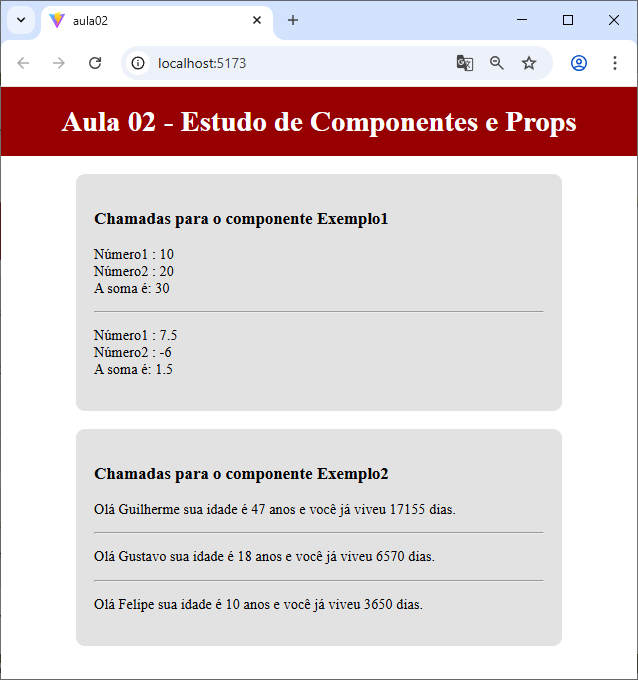 aula02
localhost:5173
Aula 02 - Estudo de Componentes e Props
Chamadas para o componente Exemplo1
Número1 : 10
Número2 : 20
A soma é: 30
Número1 : 7.5
Número2 : -6
A soma é: 1.5
Chamadas para o componente Exemplo2
Olá Guilherme sua idade é 47 anos e você já viveu 17155 dias.
Olá Gustavo sua idade é 18 anos e você já viveu 6570 dias.
Olá Felipe sua idade é 10 anos e você já viveu 3650 dias.